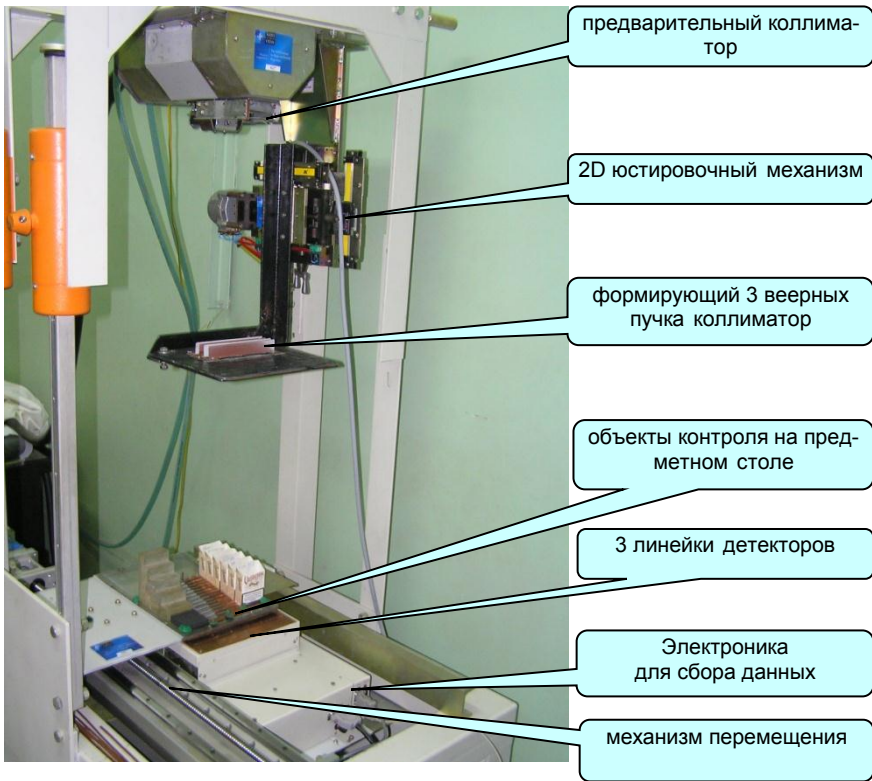 предварительный коллима-
тор
2D юстировочный механизм
формирующий 3 веерных
пучка коллиматор
объекты контроля на пред-
метном столе
3 линейки детекторов
Электроника
для сбора данных
механизм перемещения